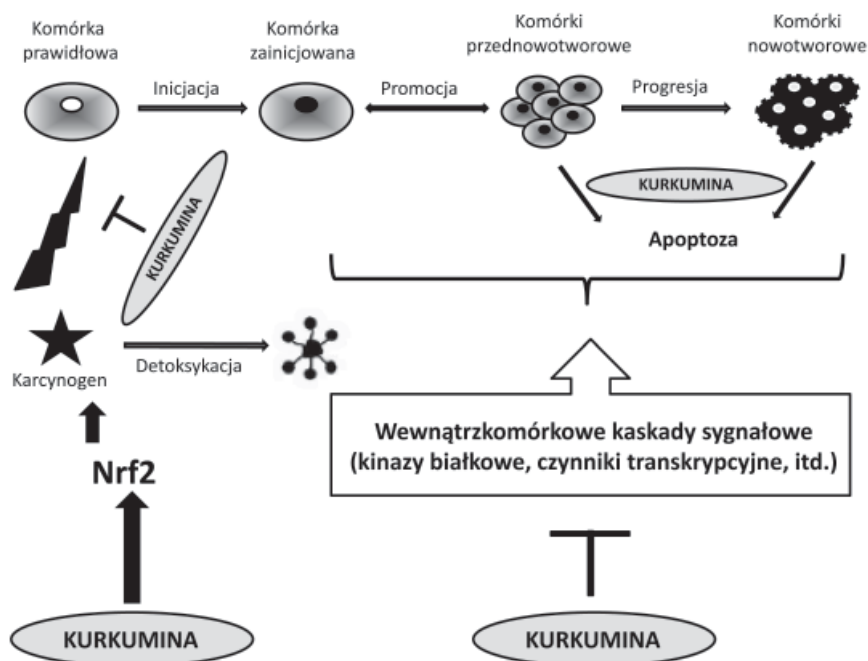 Komórka
prawidłowa
Inicjacja
Komórka
zainicjowana
Promocja
Komórki
przednowotworowe
Progresja
Komórki
nowotworowe
KURKUMINA
KURKUMINA
Apoptoza
Karcynogen
Detoksykacja
Nrf2
Wewnątrzkomórkowe kaskady sygnałowe
(kinazy białkowe, czynniki transkrypcyjne, itd.)
KURKUMINA
KURKUMINA